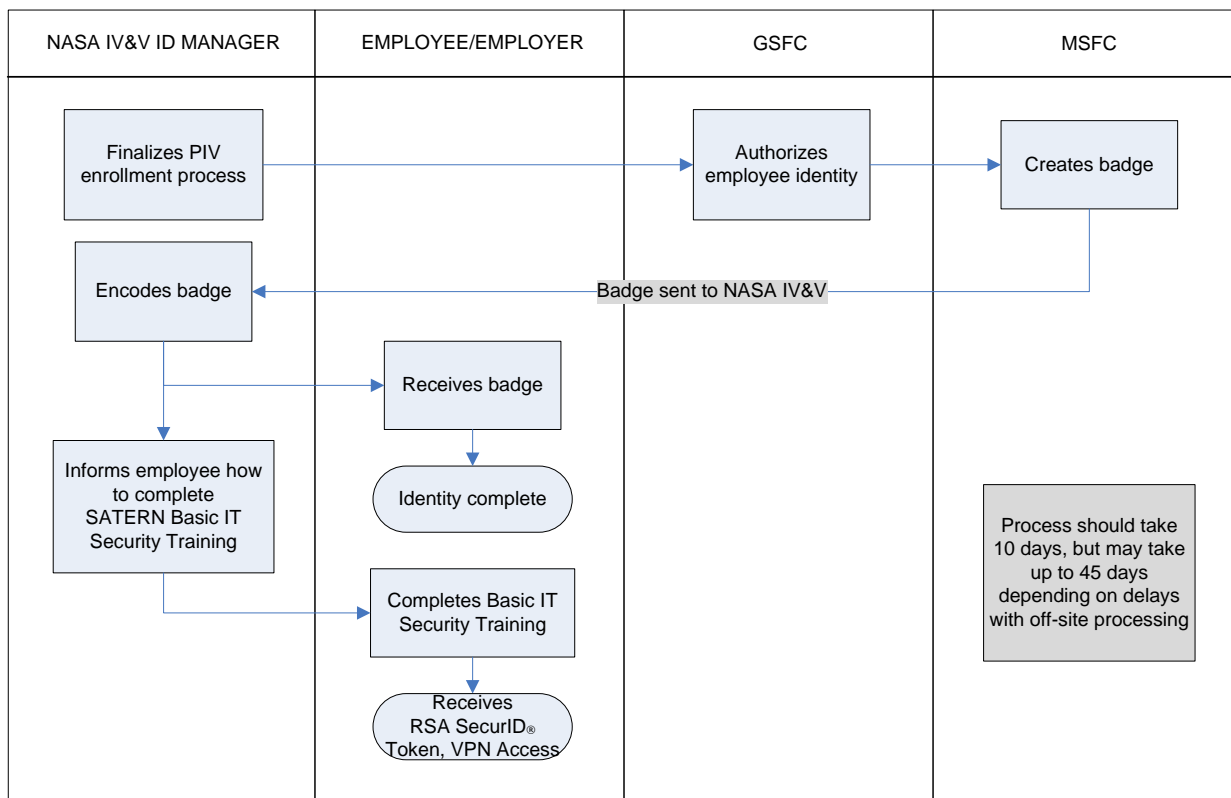 NASA IV&V ID MANAGER
EMPLOYEE/EMPLOYER
GSFC
MSFC
Finalizes PIV
enrollment process
Authorizes
employee identity
Creates badge
Encodes badge
Badge sent to NASA IV&V
Receives badge
Informs employee how
to complete
SATERN Basic IT
Security Training
Identity complete
Process should take
10 days, but may take
up to 45 days
depending on delays
with off-site processing
Completes Basic IT
Security Training
Receives
RSA SecurID®
Token, VPN Access